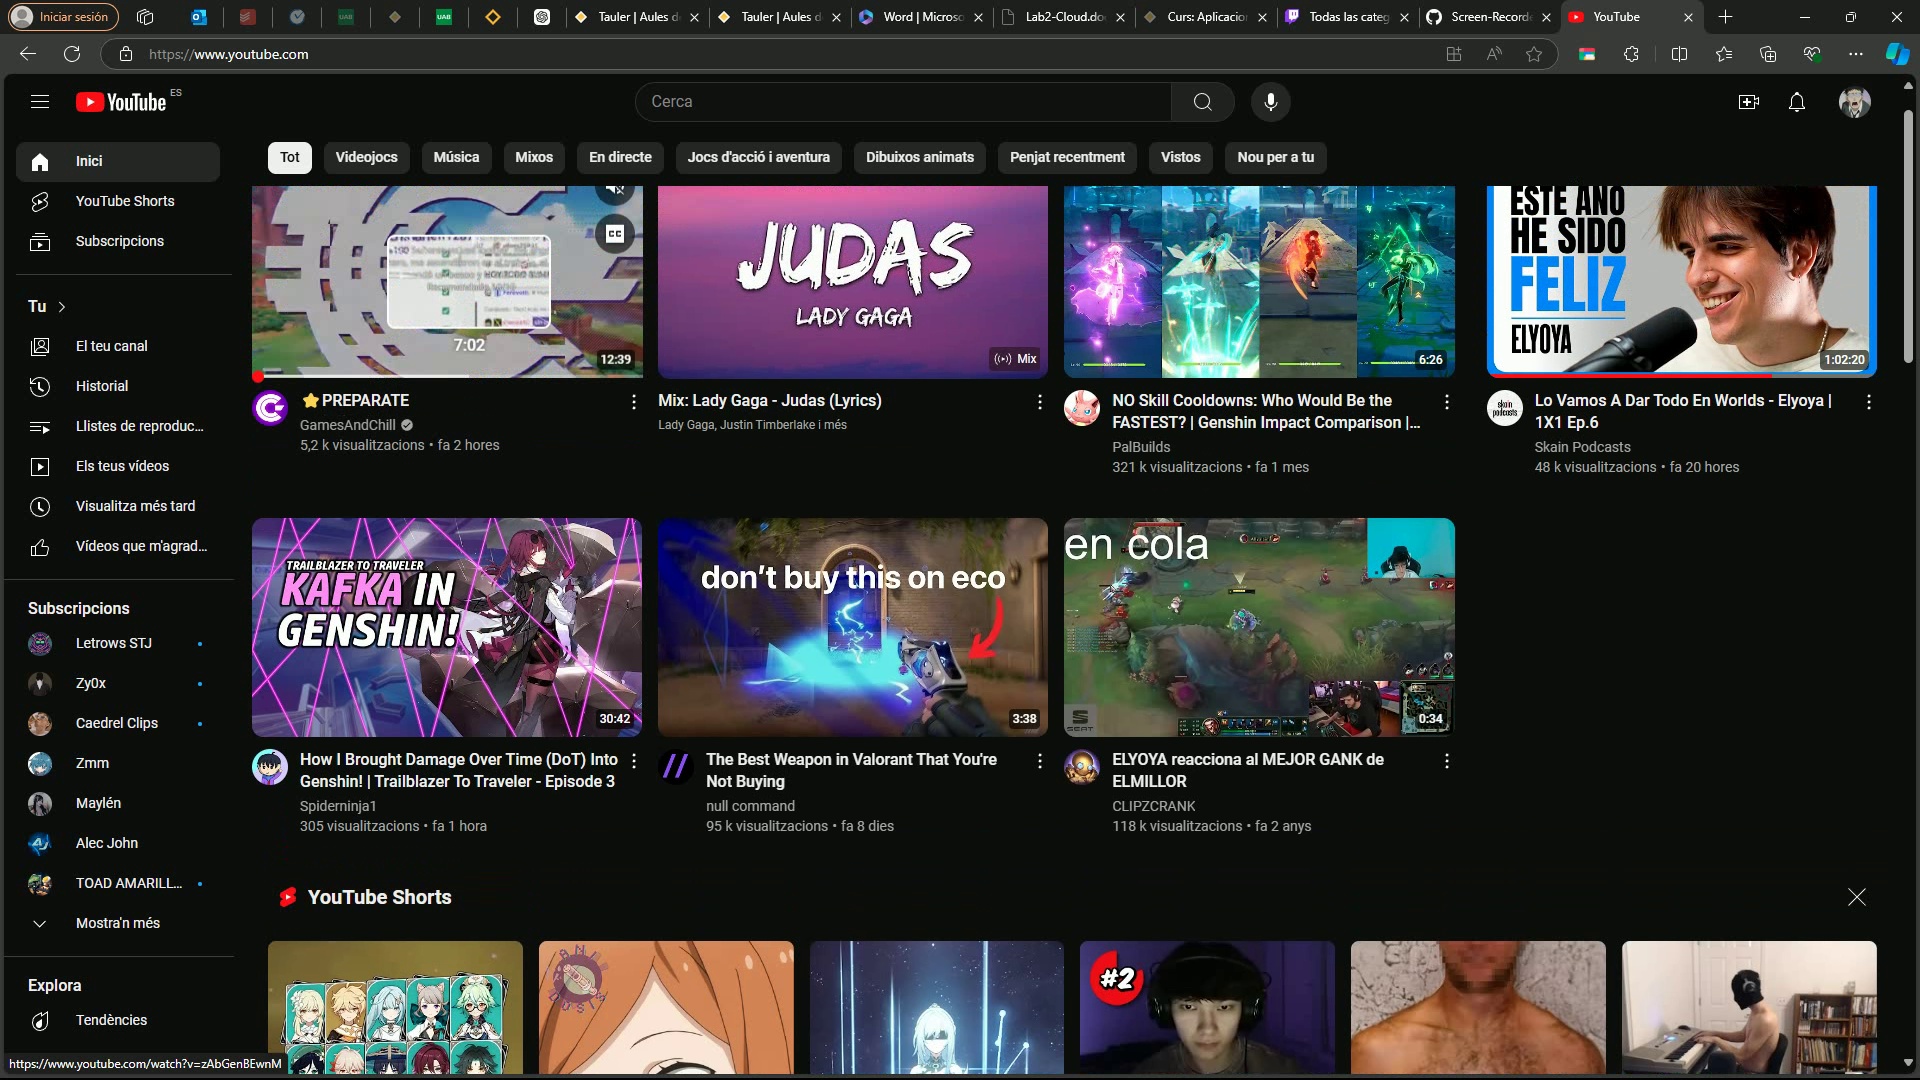 Iniciar sesión
Tauler | Aules d
Tauler | Aules d
Word | Microso
Lab2-Cloud.do
Curs: Aplicacio
Todas las categ
Screen-Record
YouTube
https://www.youtube.com
YouTube ES
Cerca
Tot
Videojocs
Música
Mixos
En directe
Jocs d'acció i aventura
Dibuixos animats
Penjat recentment
Vistos
Nou per a tu
Inici
YouTube Shorts
Subscripcions
Tu
El teu canal
Historial
Llistes de reproduc...
Els teus vídeos
Visualitza més tard
Vídeos que m'agrad...
Subscripcions
Letrows STJ
Zy0x
Caedrel Clips
Zmm
Maylén
Alec John
TOAD AMARILL...
Mostra'n més
Explora
Tendències
CC
7:02
12:39
⭐PREPARATE
GamesAndChill
5,2 k visualitzacions • fa 2 hores
JUDAS
LADY GAGA
Mix
Mix: Lady Gaga - Judas (Lyrics)
Lady Gaga, Justin Timberlake i més
6:26
NO Skill Cooldowns: Who Would Be the
FASTEST? | Genshin Impact Comparison |...
PalBuilds
321 k visualitzacions • fa 1 mes
ESTE AÑO
HE SIDO
FELIZ
ELYOYA
1:02:20
skain
podcasts
Lo Vamos A Dar Todo En Worlds - Elyoya |
1X1 Ep.6
Skain Podcasts
48 k visualitzacions • fa 20 hores
TRAILBLAZER TO TRAVELER
KAFKA IN
GENSHIN!
30:42
How I Brought Damage Over Time (DoT) Into
Genshin! | Trailblazer To Traveler - Episode 3
Spiderninja1
305 visualitzacions • fa 1 hora
don't buy this on eco
3:38
The Best Weapon in Valorant That You're
Not Buying
null command
95 k visualitzacions • fa 8 dies
en cola
SEAT
0:34
ELYOYA reacciona al MEJOR GANK de
ELMILLOR
CLIPZCRANK
118 k visualitzacions • fa 2 anys
YouTube Shorts
#2
https://www.youtube.com/watch?v=zAbGenBEwnM